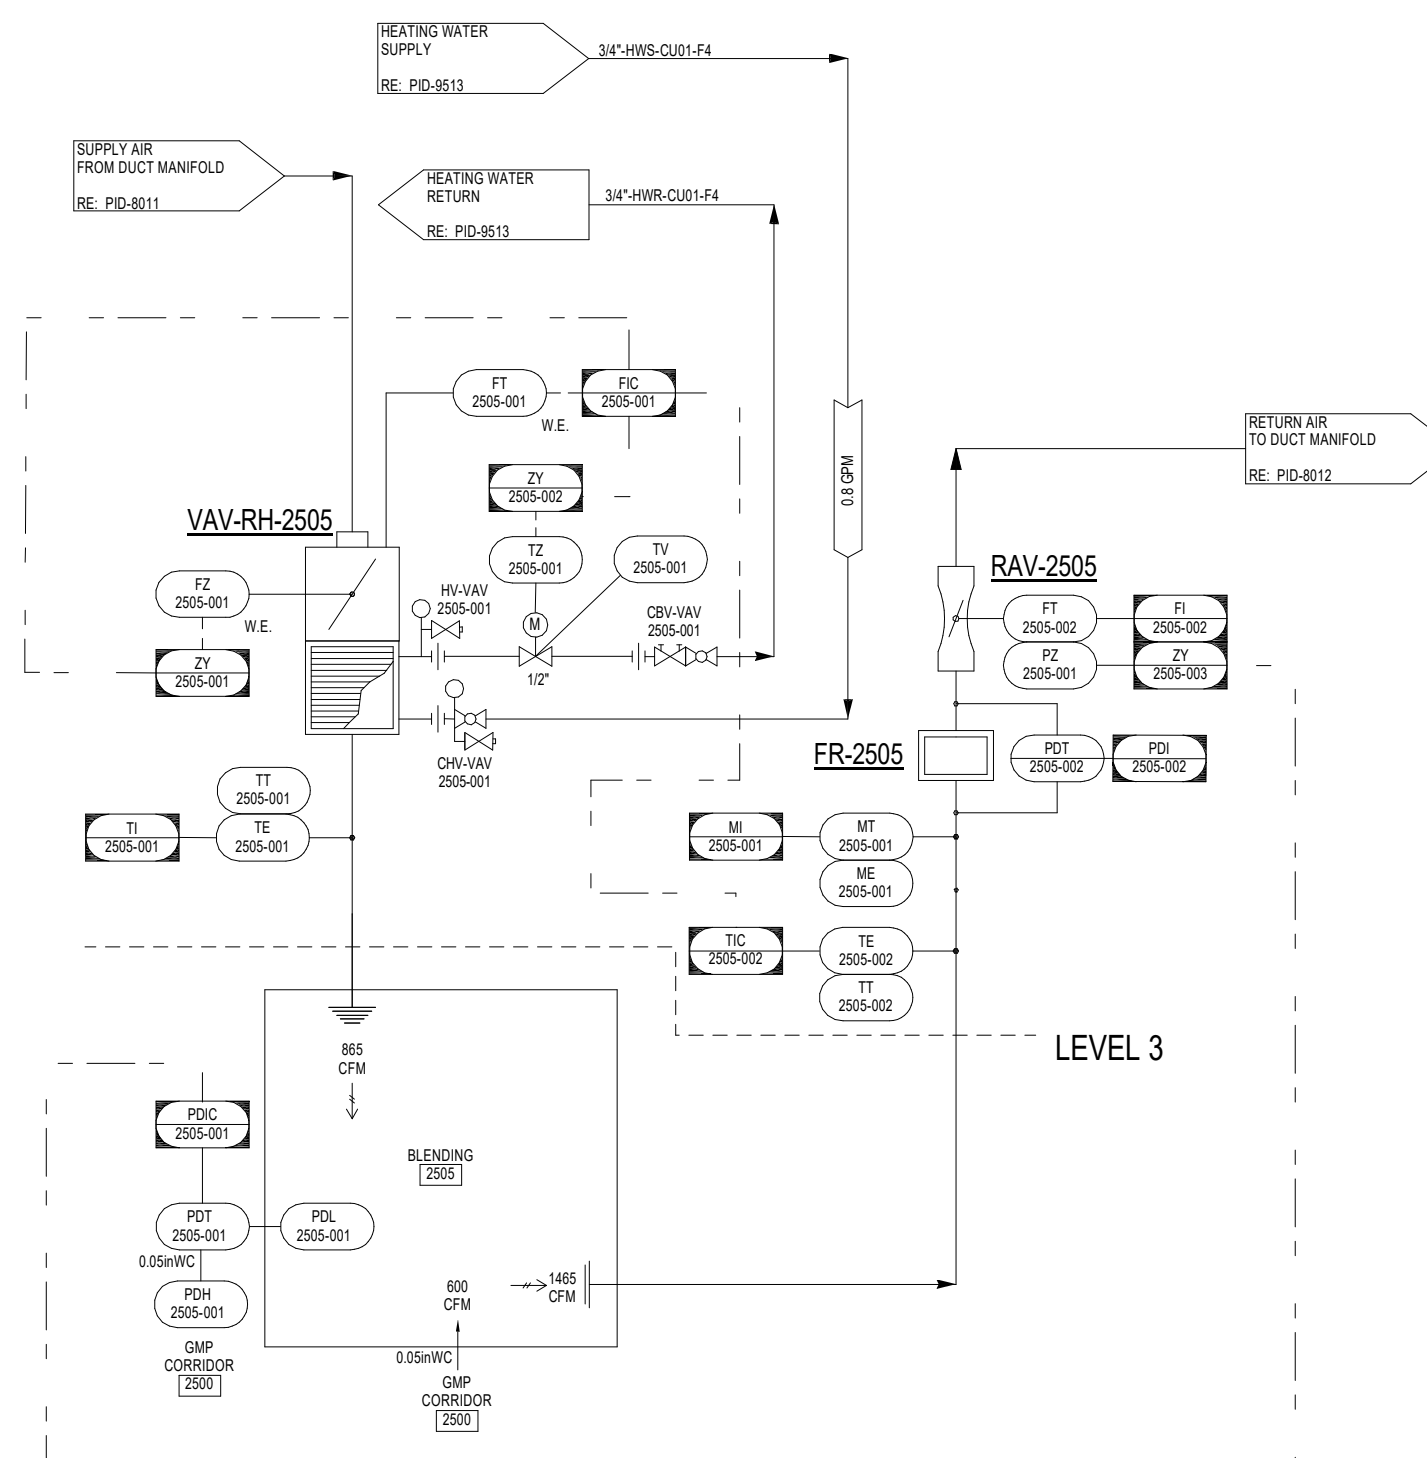 HEATING WATER
SUPPLY
RE: PID-9513
3/4"-HWS-CU01-F4
SUPPLY AIR
FROM DUCT MANIFOLD
RE: PID-8011
HEATING WATER
RETURN
RE: PID-9513
3/4"-HWR-CU01-F4
FT
2505-001
W.E.
FIC
2505-001
RETURN AIR
TO DUCT MANIFOLD
RE: PID-8012
0.8 GPM
ZY
2505-002
VAV-RH-2505
TZ
2505-001
TV
2505-001
FZ
2505-001
W.E.
HV-VAV
2505-001
M
CBV-VAV
2505-001
1/2"
ZY
2505-001
RAV-2505
FT
2505-002
FI
2505-002
PZ
2505-001
ZY
2505-003
CHV-VAV
2505-001
FR-2505
PDT
2505-002
PDI
2505-002
TT
2505-001
TI
2505-001
TE
2505-001
MI
2505-001
MT
2505-001
ME
2505-001
TIC
2505-002
TE
2505-002
TT
2505-002
LEVEL 3
865
CFM
PDIC
2505-001
BLENDING
2505
PDT
2505-001
PDL
2505-001
0.05inWC
PDH
2505-001
GMP
CORRIDOR
2500
600
CFM
1465
CFM
0.05inWC
GMP
CORRIDOR
2500